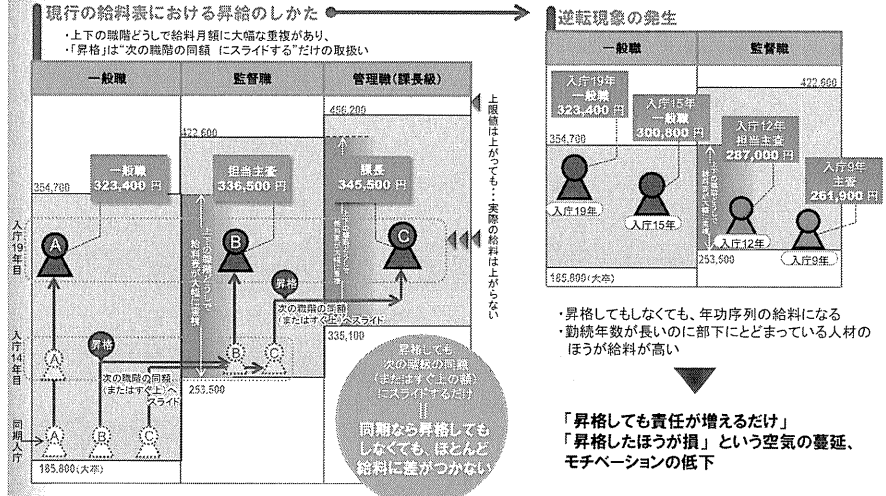 現行の給料表における昇給のしかた
・上下の職階どうしで給料月額に大幅な重複があり、
・「昇格」は“次の職階の同額 にスライドする”だけの取扱い
一般職
監督職
管理職(課長級)
456,200
422,600
354,700
一般職
323,400 円
担当主査
336,500 円
課長
345,500 円
上限値は上がっても・・・実際の給料は上がらない
入庁19年目
A
B
C
上下の職階どうしで
給料表が大幅に重複
昇格
次の職階の同額
(またはすぐ上)へスライド
335,100
入庁14年目
A
昇格
B
C
次の職階の同額
(またはすぐ上)へ
スライド
253,500
同期入庁
A
B
C
185,800(大卒)
昇格しても
次の職級の同額
(またはすぐ上の額)
にスライドするだけ
||
同期なら昇格しても
しなくても、ほとんど
給料に差がつかない
逆転現象の発生
一般職
監督職
422,600
入庁19年
一般職
323,400 円
入庁15年
一般職
300,800 円
入庁12年
担当主査
287,000 円
入庁9年
主査
261,900 円
354,700
入庁19年
入庁15年
入庁12年
入庁9年
253,500
185,800(大卒)
・昇格してもしなくても、年功序列の給料になる
・勤続年数が長いのに部下にとどまっている人材の
ほうが給料が高い
「昇格しても責任が増えるだけ」
「昇格したほうが損」という空気の蔓延、
モチベーションの低下